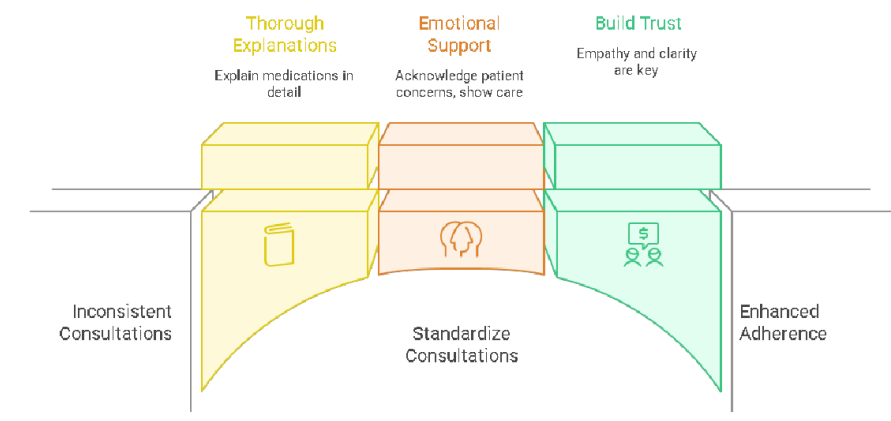 Thorough
Explanations
Explain medications in
detail
Emotional
Support
Acknowledge patient
concerns, show care
Build Trust
Empathy and clarity
are key
$
Inconsistent
Consultations
Standardize
Consultations
Enhanced
Adherence